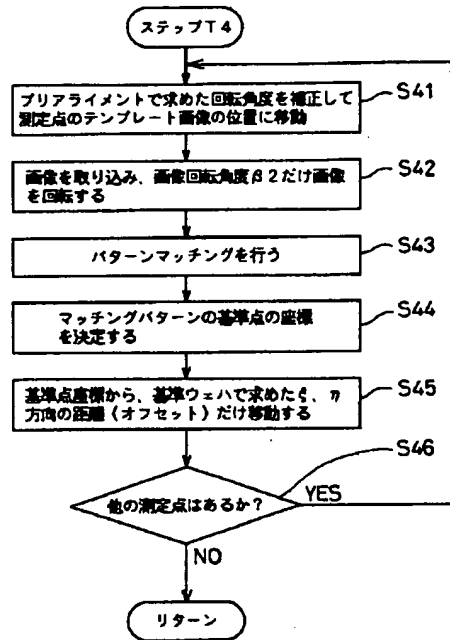 ステップT4
プリアライメントで求めた回転角度を補正して
測定点のテンプレート画像の位置に移動
S41
画像を取り込み、画像回転角度β2だけ画像
を回転する
S42
パターンマッチングを行う
S43
マッチングパターンの基準点の座標
を決定する
S44
基準点座標から、基準ウェハで求めたξ、η
方向の距離(オフセット)だけ移動する
S45
他の測定点はあるか?
S46
YES
NO
リターン